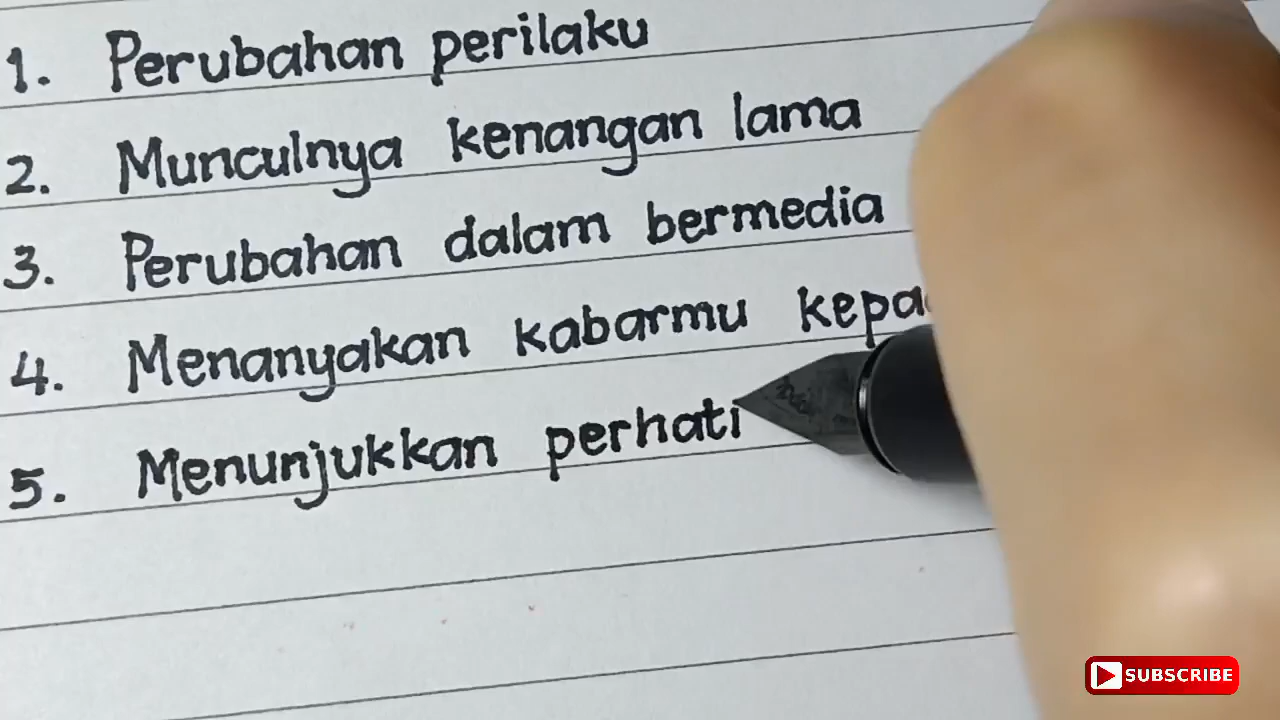 1. Perubahan perilaku
2. Munculnya kenangan lama
3. Perubahan dalam bermedia
4. Menanyakan kabarmu
5. Menunjukkan perhati
SUBSCRIBE